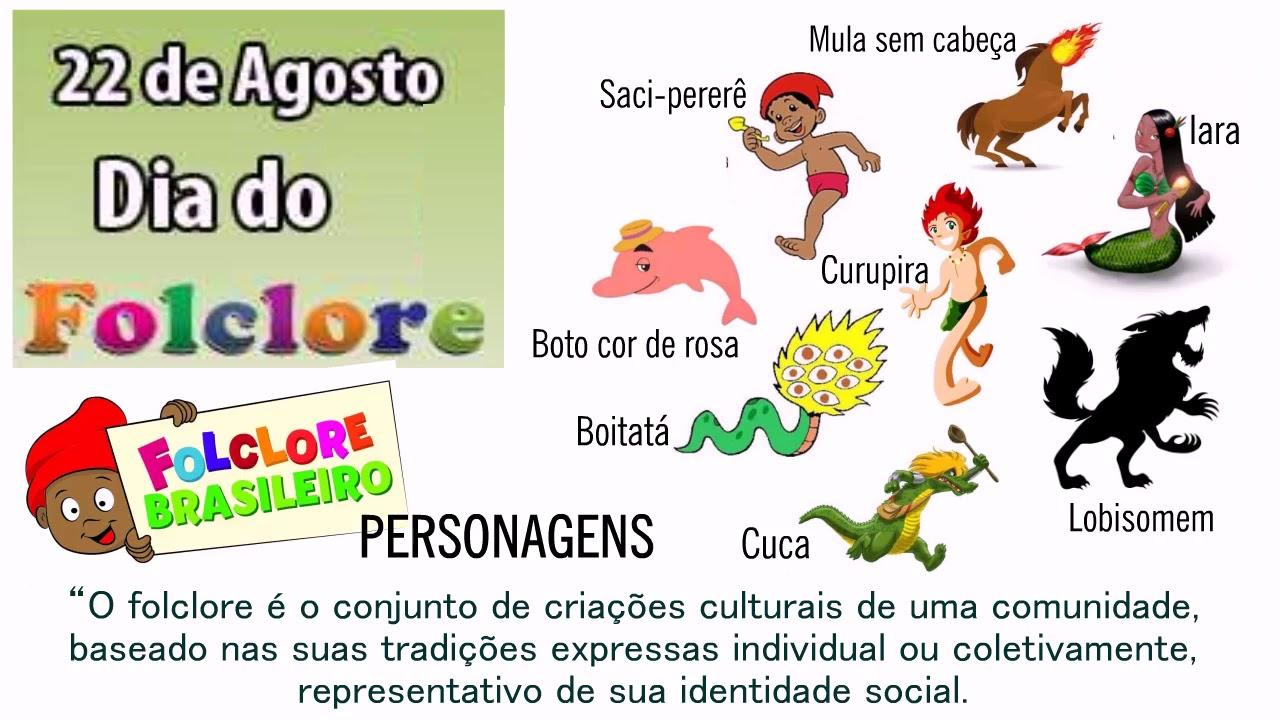 22 de Agosto
Dia do
Folclore
Mula sem cabeça
Saci-pererê
Iara
Curupira
Boto cor de rosa
Boitatá
Lobisomem
Cuca
FOLCLORE
BRASILEIRO
PERSONAGENS
“O folclore é o conjunto de criações culturais de uma comunidade,
baseado nas suas tradições expressas individual ou coletivamente,
representativo de sua identidade social.